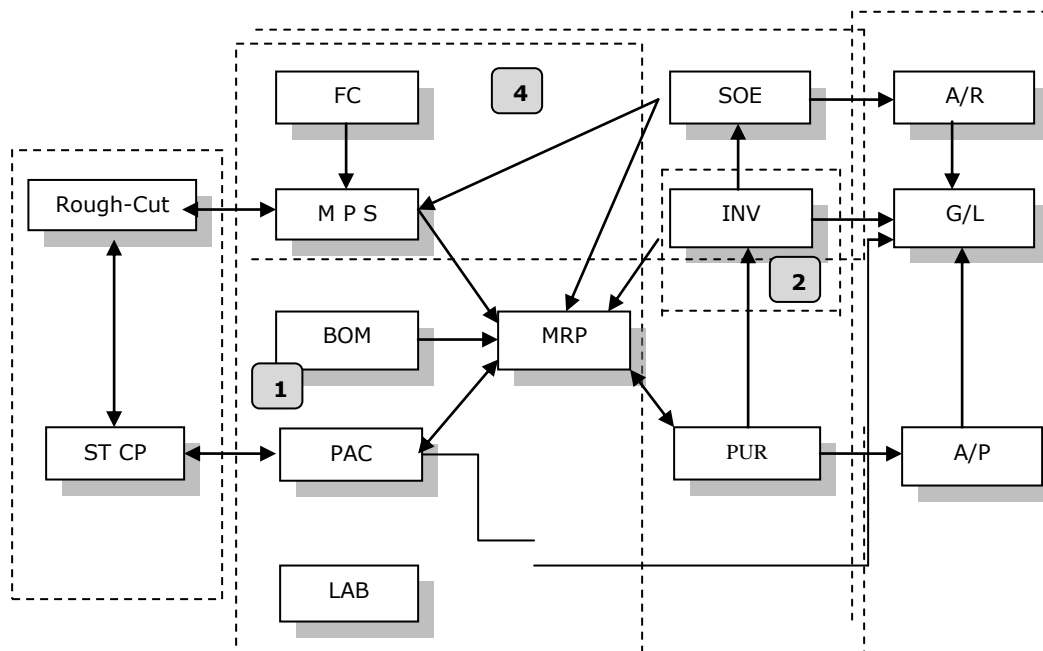 FC
4
SOE
A/R
Rough-Cut
M P S
INV
G/L
2
BOM
MRP
1
ST CP
PAC
PUR
A/P
LAB